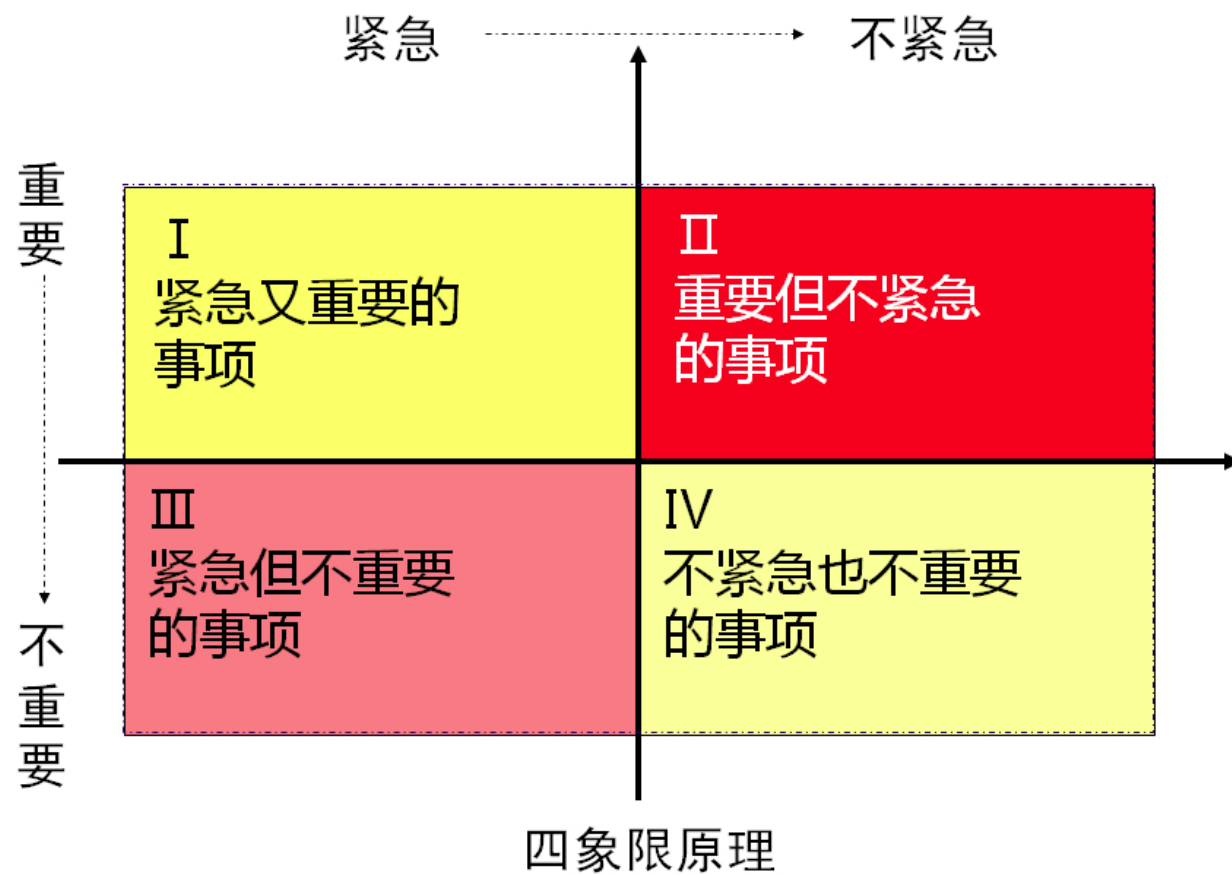 紧急 不紧急
重要
不重要
Ⅰ
紧急又重要的
事项
Ⅱ
重要但不紧急
的事项
Ⅲ
紧急但不重要
的事项
Ⅳ
不紧急也不重要
的事项
四象限原理